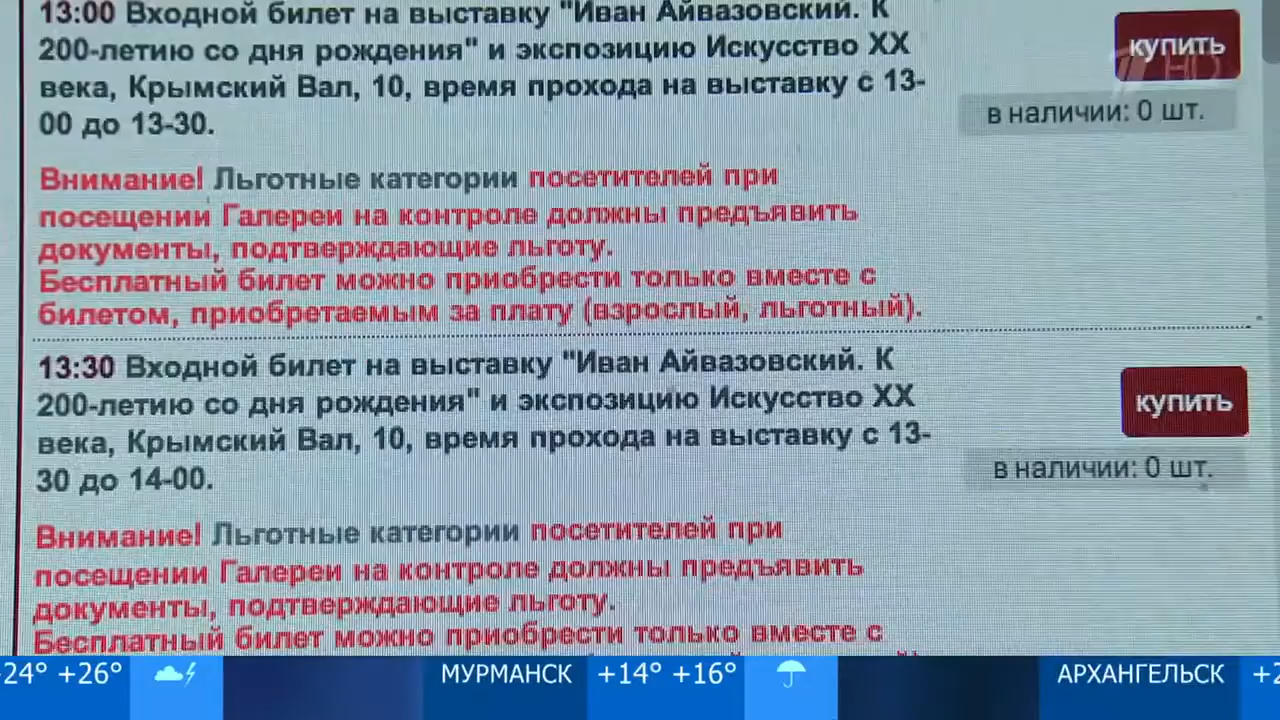 13:00 Входной билет на выставку "Иван Айвазовский. К
200-летию со дня рождения" и экспозицию Искусство ХХ
века, Крымский Вал, 10, время прохода на выставку с 13-
00 до 13-30.
купить
HD
в наличии: 0 шт.
Внимание! Льготные категории посетителей при
посещении Галереи на контроле должны предъявить
документы, подтверждающие льготу.
Бесплатный билет можно приобрести только вместе с
билетом, приобретаемым за плату (взрослый, льготный).
13:30 Входной билет на выставку "Иван Айвазовский. К
200-летию со дня рождения" и экспозицию Искусство ХХ
века, Крымский Вал, 10, время прохода на выставку с 13-
30 до 14-00.
купить
в наличии: 0 шт.
Внимание! Льготные категории посетителей при
посещении Галереи на контроле должны предъявить
документы, подтверждающие льготу.
Бесплатный билет можно приобрести только вместе с
24° +26° МУРМАНСК +14° +16° АРХАНГЕЛЬСК